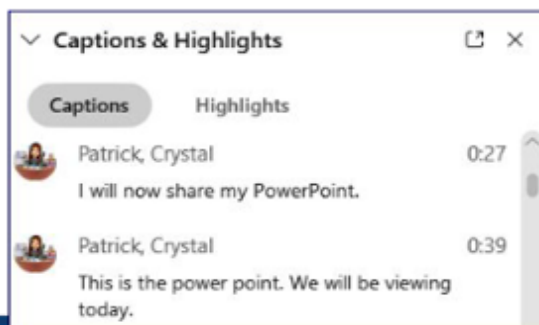 Captions & Highlights
Captions Highlights
Patrick, Crystal 0:27
I will now share my PowerPoint.
Patrick, Crystal 0:39
This is the power point. We will be viewing
today.